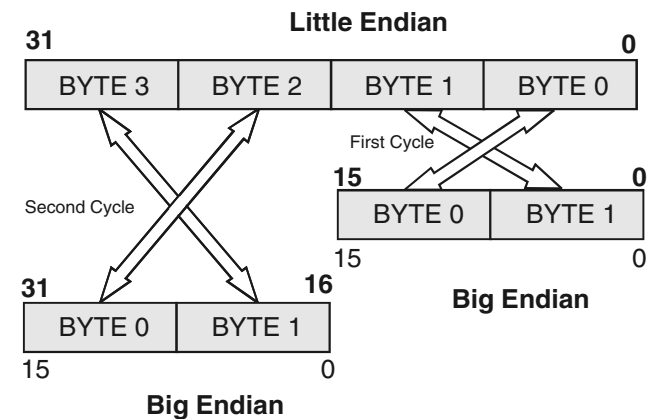 Little Endian
31 0
BYTE 3 BYTE 2 BYTE 1 BYTE 0
First Cycle
15 0
BYTE 0 BYTE 1
15 0
Big Endian
Second Cycle
31 16
BYTE 0 BYTE 1
15 0
Big Endian